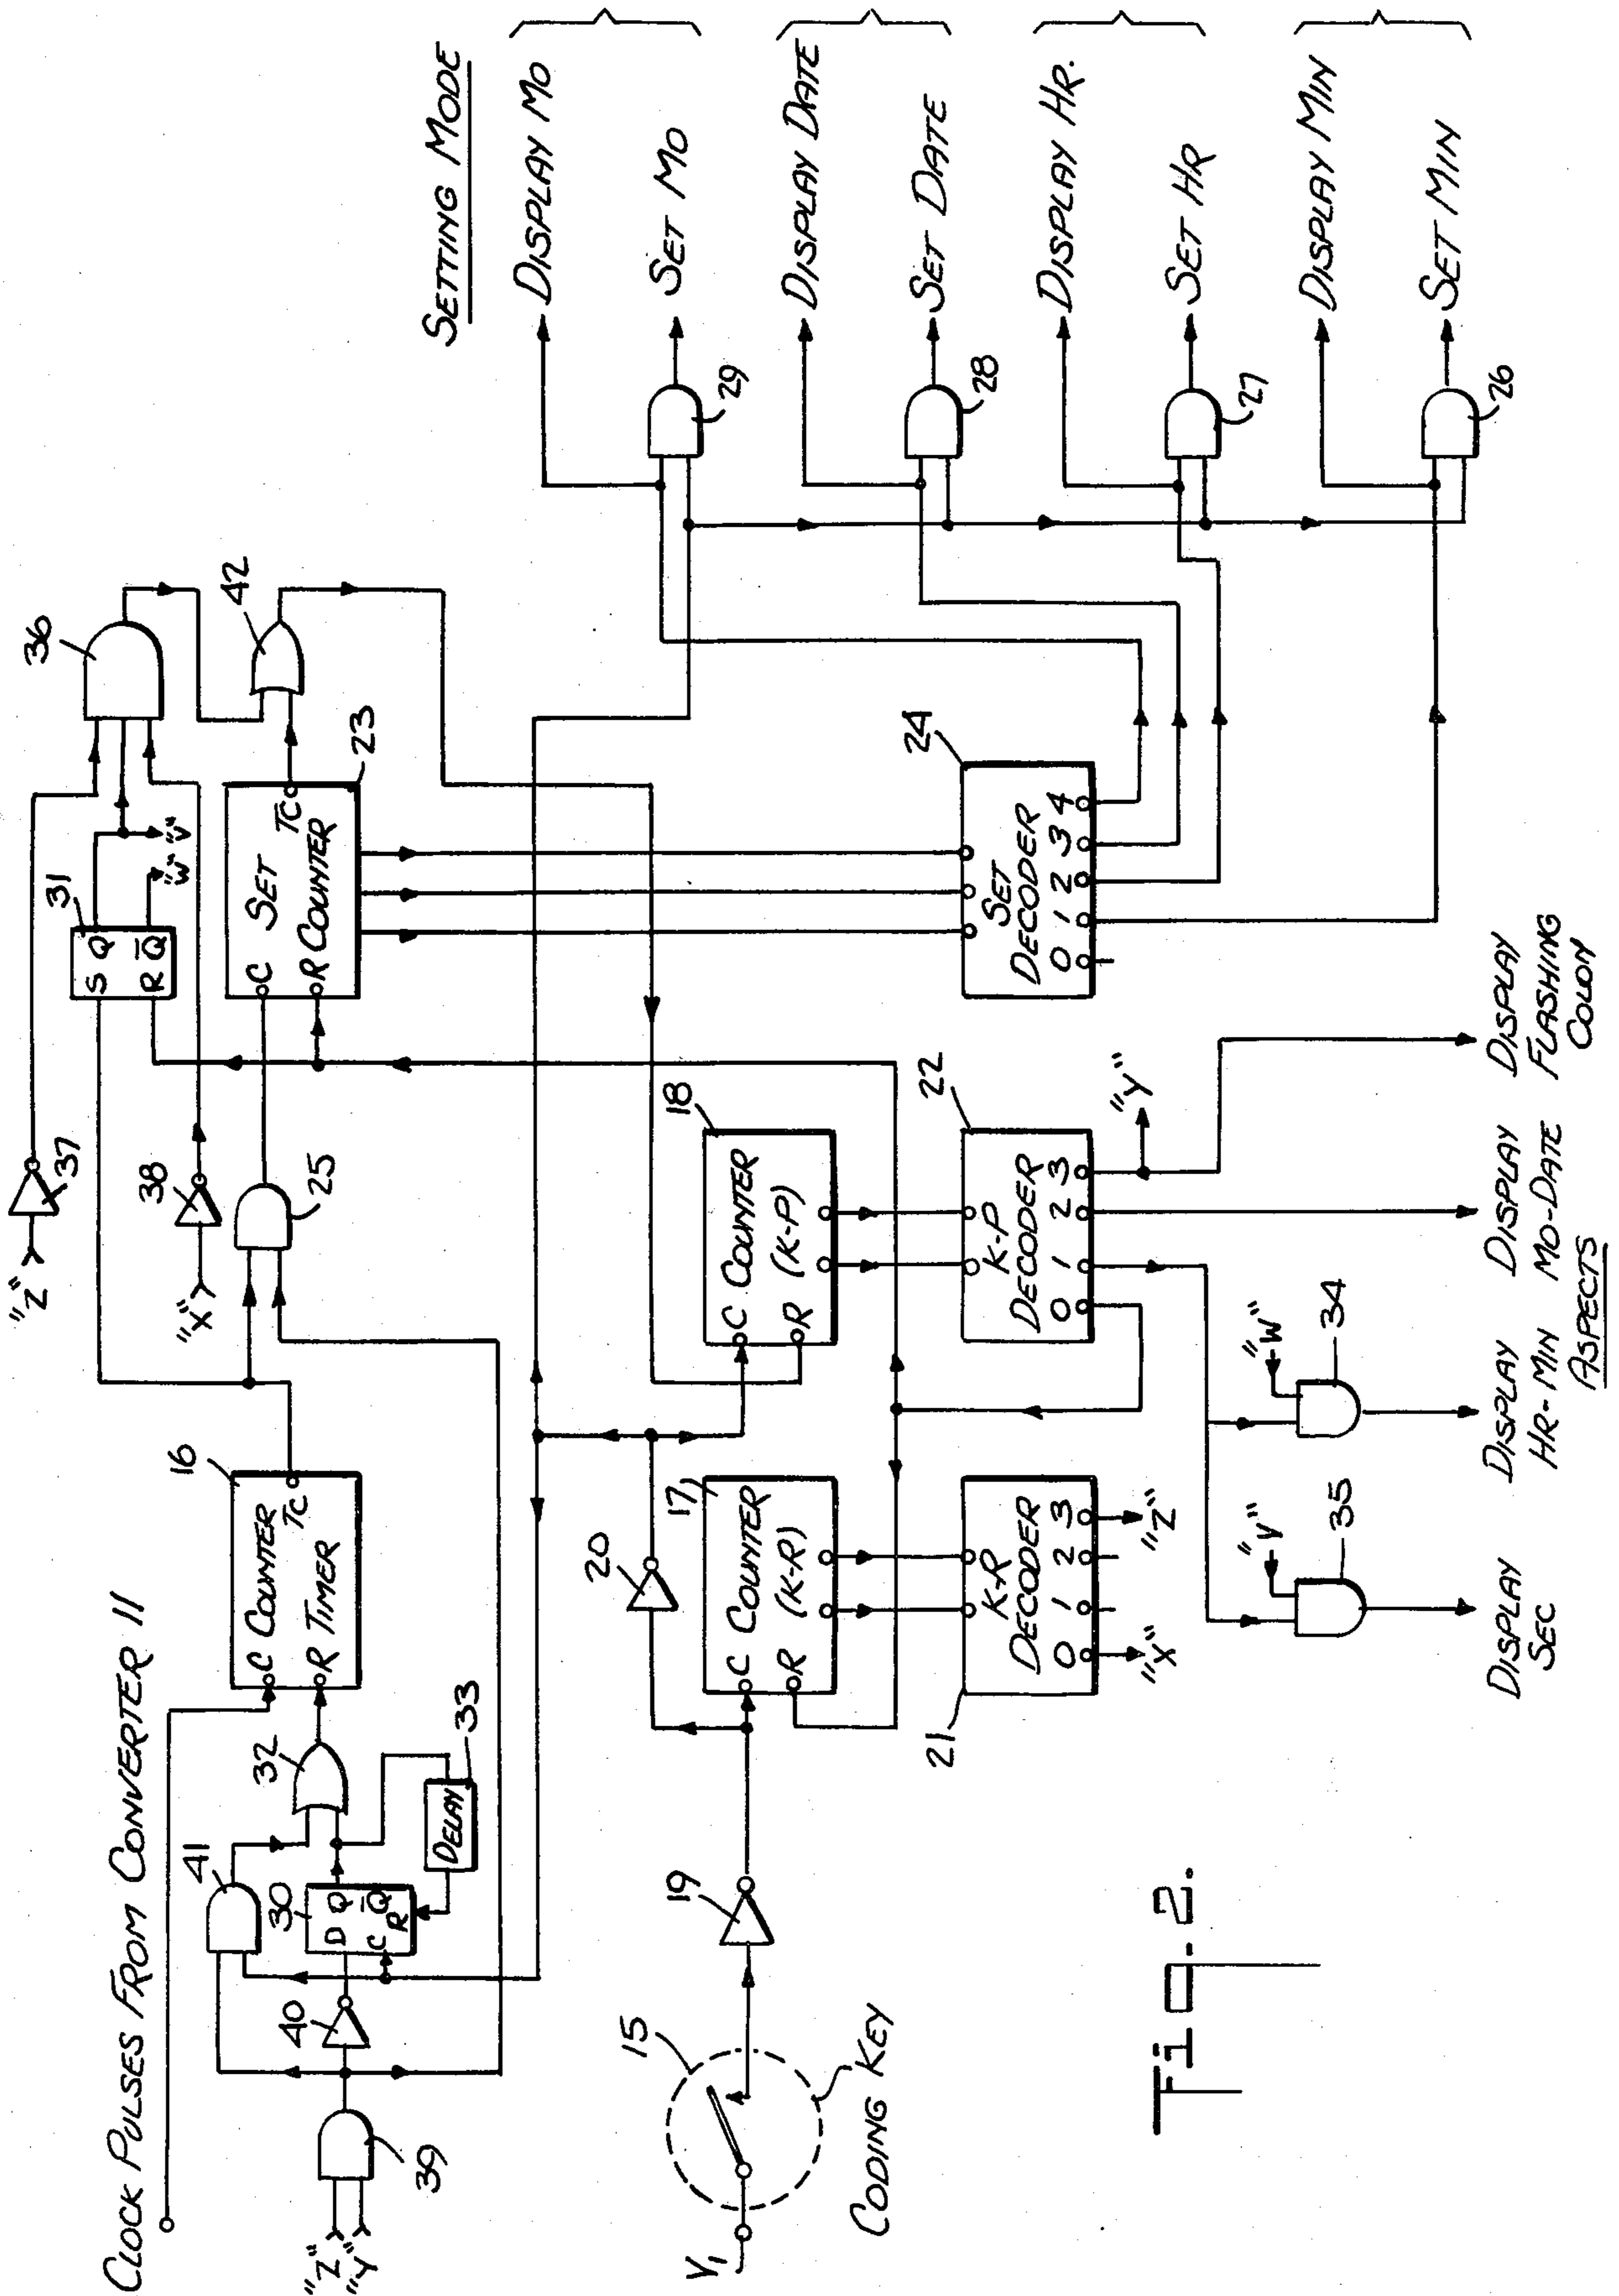 CLOCK PULSES FROM CONVERTER 11
"Z"
"Y"
39
40
41
D Q
C Q̅
R
30
32
DELAY
33
C COUNTER TC
R TIMER
16
"Z"
37
"X"
38
25
S Q
R Q̅
31
"V"
"W"
36
C SET TC
R COUNTER
23
42
V1
15
CODING KEY
19
20
C COUNTER
R (K-R)
17
C COUNTER
R (K-P)
18
K-R
DECODER
0 1 2 3
21
"X"
"Z"
K-P
DECODER
0 1 2 3
22
"Y"
SET
DECODER
0 1 2 3 4
24
"V"
35
"W"
34
DISPLAY
SEC
DISPLAY
HR-MIN
DISPLAY
MO-DATE
DISPLAY
FLASHING
COLON
ASPECTS
SETTING MODE
DISPLAY MO
SET MO
29
DISPLAY DATE
SET DATE
28
DISPLAY HR.
SET HR
27
DISPLAY MIN
SET MIN
26
Fig. 2.